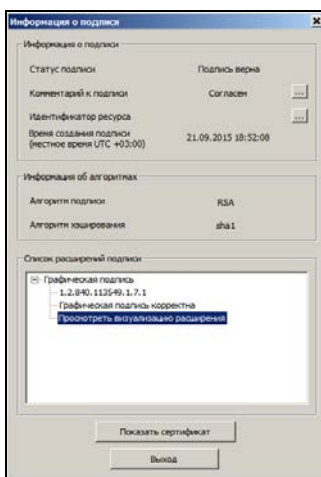 Информация о подписи
Информация о подписи
Статус подписи Подпись верна
Комментарий к подписи Согласен ...
Идентификатор ресурса ...
Время создания подписи
(местное время UTC +03:00) 21.09.2015 18:52:08
Информация об алгоритмах
Алгоритм подписи RSA
Алгоритм хэширования sha1
Список расширений подписи
Графическая подпись
1.2.840.113549.1.7.1
Графическая подпись корректна
Просмотреть визуализацию расширения
Показать сертификат
Выход